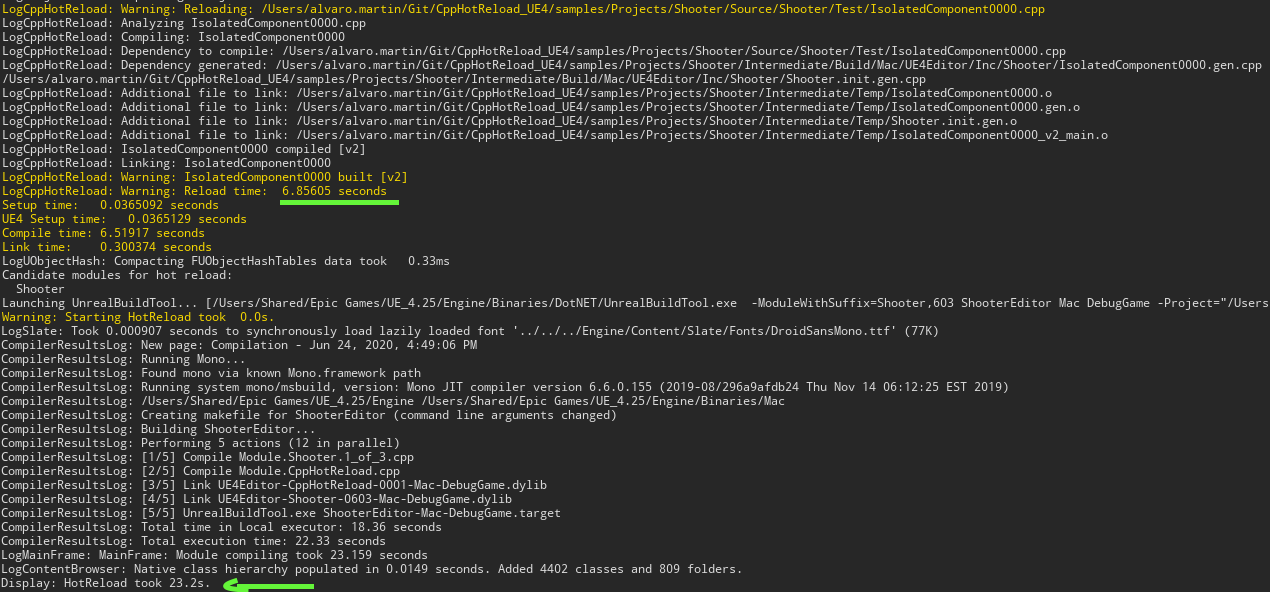 LogCppHotReload: Warning: Reloading: /Users/alvaro.martin/Git/CppHotReload_UE4/samples/Projects/Shooter/Source/Shooter/Test/IsolatedComponent0000.cpp
LogCppHotReload: Analyzing IsolatedComponent0000.cpp
LogCppHotReload: Compiling: IsolatedComponent0000
LogCppHotReload: Dependency to compile: /Users/alvaro.martin/Git/CppHotReload_UE4/samples/Projects/Shooter/Source/Shooter/Test/IsolatedComponent0000.cpp
LogCppHotReload: Dependency generated: /Users/alvaro.martin/Git/CppHotReload_UE4/samples/Projects/Shooter/Intermediate/Build/Mac/UE4Editor/Inc/Shooter/IsolatedComponent0000.gen.cpp
/Users/alvaro.martin/Git/CppHotReload_UE4/samples/Projects/Shooter/Intermediate/Build/Mac/UE4Editor/Inc/Shooter/Shooter.init.gen.cpp
LogCppHotReload: Additional file to link: /Users/alvaro.martin/Git/CppHotReload_UE4/samples/Projects/Shooter/Intermediate/Temp/IsolatedComponent0000.o
LogCppHotReload: Additional file to link: /Users/alvaro.martin/Git/CppHotReload_UE4/samples/Projects/Shooter/Intermediate/Temp/IsolatedComponent0000.gen.o
LogCppHotReload: Additional file to link: /Users/alvaro.martin/Git/CppHotReload_UE4/samples/Projects/Shooter/Intermediate/Temp/Shooter.init.gen.o
LogCppHotReload: Additional file to link: /Users/alvaro.martin/Git/CppHotReload_UE4/samples/Projects/Shooter/Intermediate/Temp/IsolatedComponent0000_v2_main.o
LogCppHotReload: IsolatedComponent0000 compiled [v2]
LogCppHotReload: Linking: IsolatedComponent0000
LogCppHotReload: Warning: IsolatedComponent0000 built [v2]
LogCppHotReload: Warning: Reload time:  6.85605 seconds
Setup time:   0.0365092 seconds
UE4 Setup time:   0.0365129 seconds
Compile time: 6.51917 seconds
Link time:    0.300374 seconds
LogUObjectHash: Compacting FUObjectHashTables data took   0.33ms
Candidate modules for hot reload:
  Shooter
Launching UnrealBuildTool... [/Users/Shared/Epic Games/UE_4.25/Engine/Binaries/DotNET/UnrealBuildTool.exe  -ModuleWithSuffix=Shooter,603 ShooterEditor Mac DebugGame -Project="/Users
Warning: Starting HotReload took  0.0s.
LogSlate: Took 0.000907 seconds to synchronously load lazily loaded font '../../../Engine/Content/Slate/Fonts/DroidSansMono.ttf' (77K)
CompilerResultsLog: New page: Compilation - Jun 24, 2020, 4:49:06 PM
CompilerResultsLog: Running Mono...
CompilerResultsLog: Found mono via known Mono.framework path
CompilerResultsLog: Running system mono/msbuild, version: Mono JIT compiler version 6.6.0.155 (2019-08/296a9afdb24 Thu Nov 14 06:12:25 EST 2019)
CompilerResultsLog: /Users/Shared/Epic Games/UE_4.25/Engine /Users/Shared/Epic Games/UE_4.25/Engine/Binaries/Mac
CompilerResultsLog: Creating makefile for ShooterEditor (command line arguments changed)
CompilerResultsLog: Building ShooterEditor...
CompilerResultsLog: Performing 5 actions (12 in parallel)
CompilerResultsLog: [1/5] Compile Module.Shooter.1_of_3.cpp
CompilerResultsLog: [2/5] Compile Module.CppHotReload.cpp
CompilerResultsLog: [3/5] Link UE4Editor-CppHotReload-0001-Mac-DebugGame.dylib
CompilerResultsLog: [4/5] Link UE4Editor-Shooter-0603-Mac-DebugGame.dylib
CompilerResultsLog: [5/5] UnrealBuildTool.exe ShooterEditor-Mac-DebugGame.target
CompilerResultsLog: Total time in Local executor: 18.36 seconds
CompilerResultsLog: Total execution time: 22.33 seconds
LogMainFrame: MainFrame: Module compiling took 23.159 seconds
LogContentBrowser: Native class hierarchy populated in 0.0149 seconds. Added 4402 classes and 809 folders.
Display: HotReload took 23.2s.